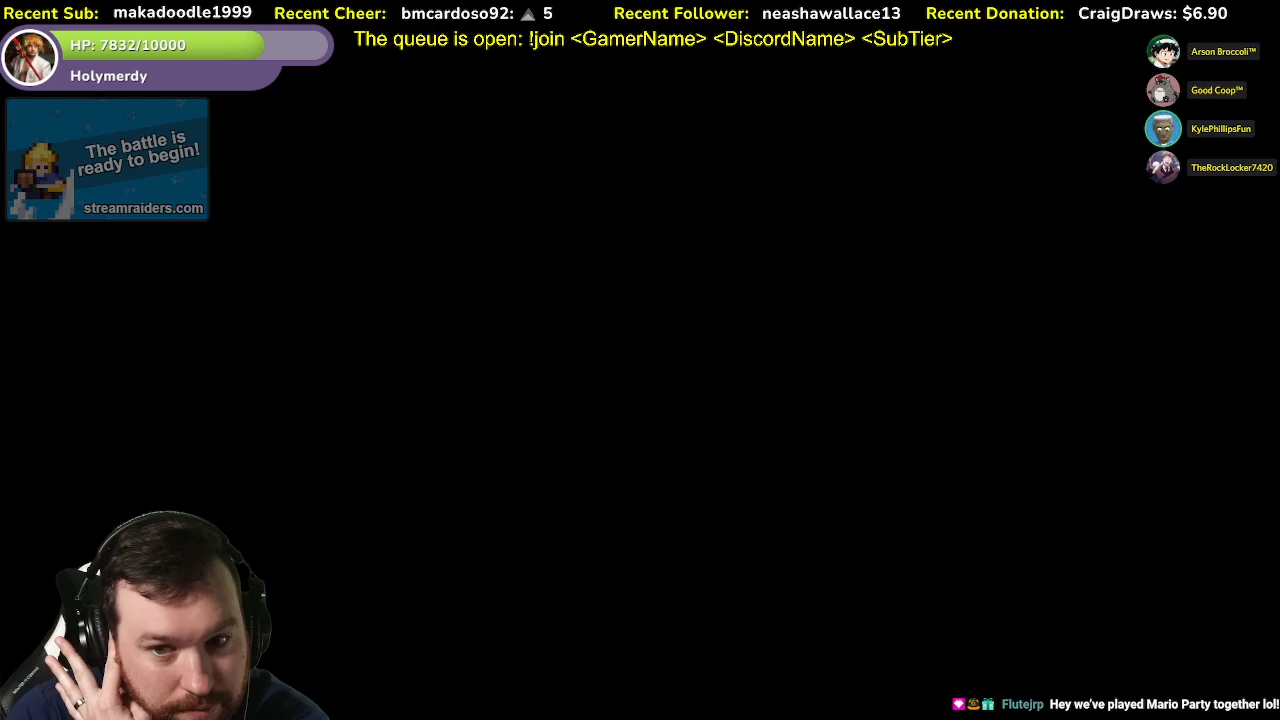 Recent Sub: makadoodle1999 Recent Cheer: bmcardoso92: 5 Recent Follower: neashawallace13 Recent Donation: CraigDraws: $6.90
The queue is open: !join <GamerName> <DiscordName> <SubTier>
HP: 7832/10000
Holymerdy
Arson Broccoli™
Good Coop™
KylePhillipsFun
TheRockLocker7420
The battle is
ready to begin!
streamraiders.com
Flutejrp Hey we've played Mario Party together lol!